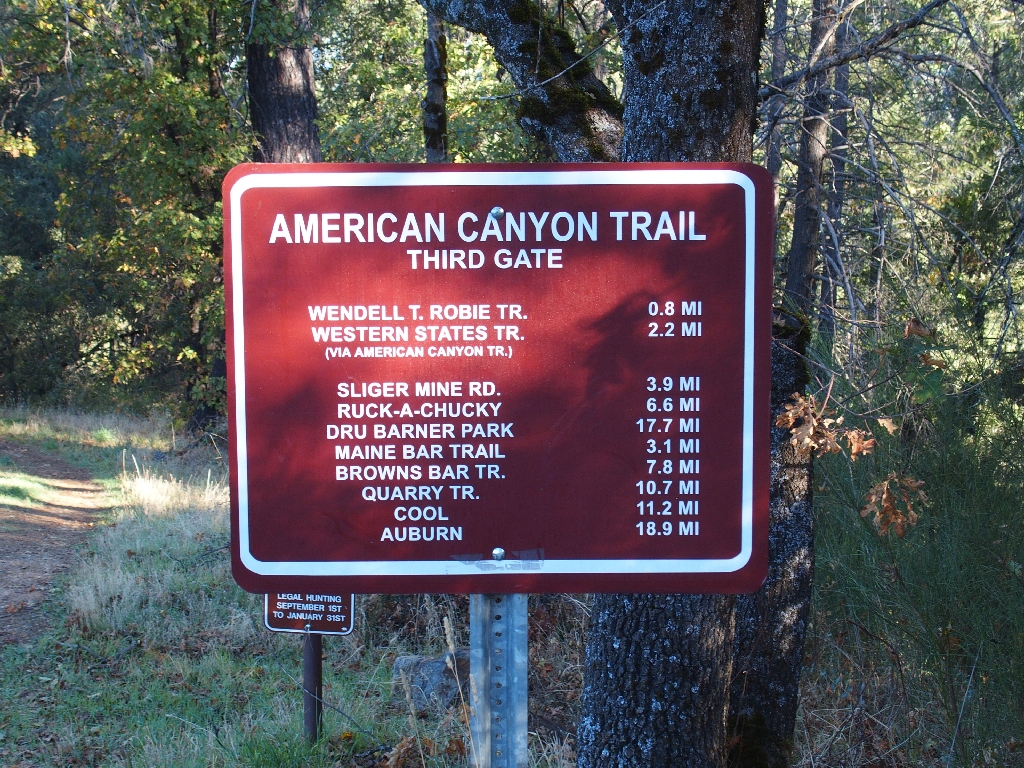 AMERICAN CANYON TRAIL
THIRD GATE
WENDELL T. ROBIE TR. 0.8 MI
WESTERN STATES TR. 2.2 MI
(VIA AMERICAN CANYON TR.)
SLIGER MINE RD. 3.9 MI
RUCK-A-CHUCKY 6.6 MI
DRU BARNER PARK 17.7 MI
MAINE BAR TRAIL 3.1 MI
BROWNS BAR TR. 7.8 MI
QUARRY TR. 10.7 MI
COOL 11.2 MI
AUBURN 18.9 MI
LEGAL HUNTING
SEPTEMBER 1ST
TO JANUARY 31ST